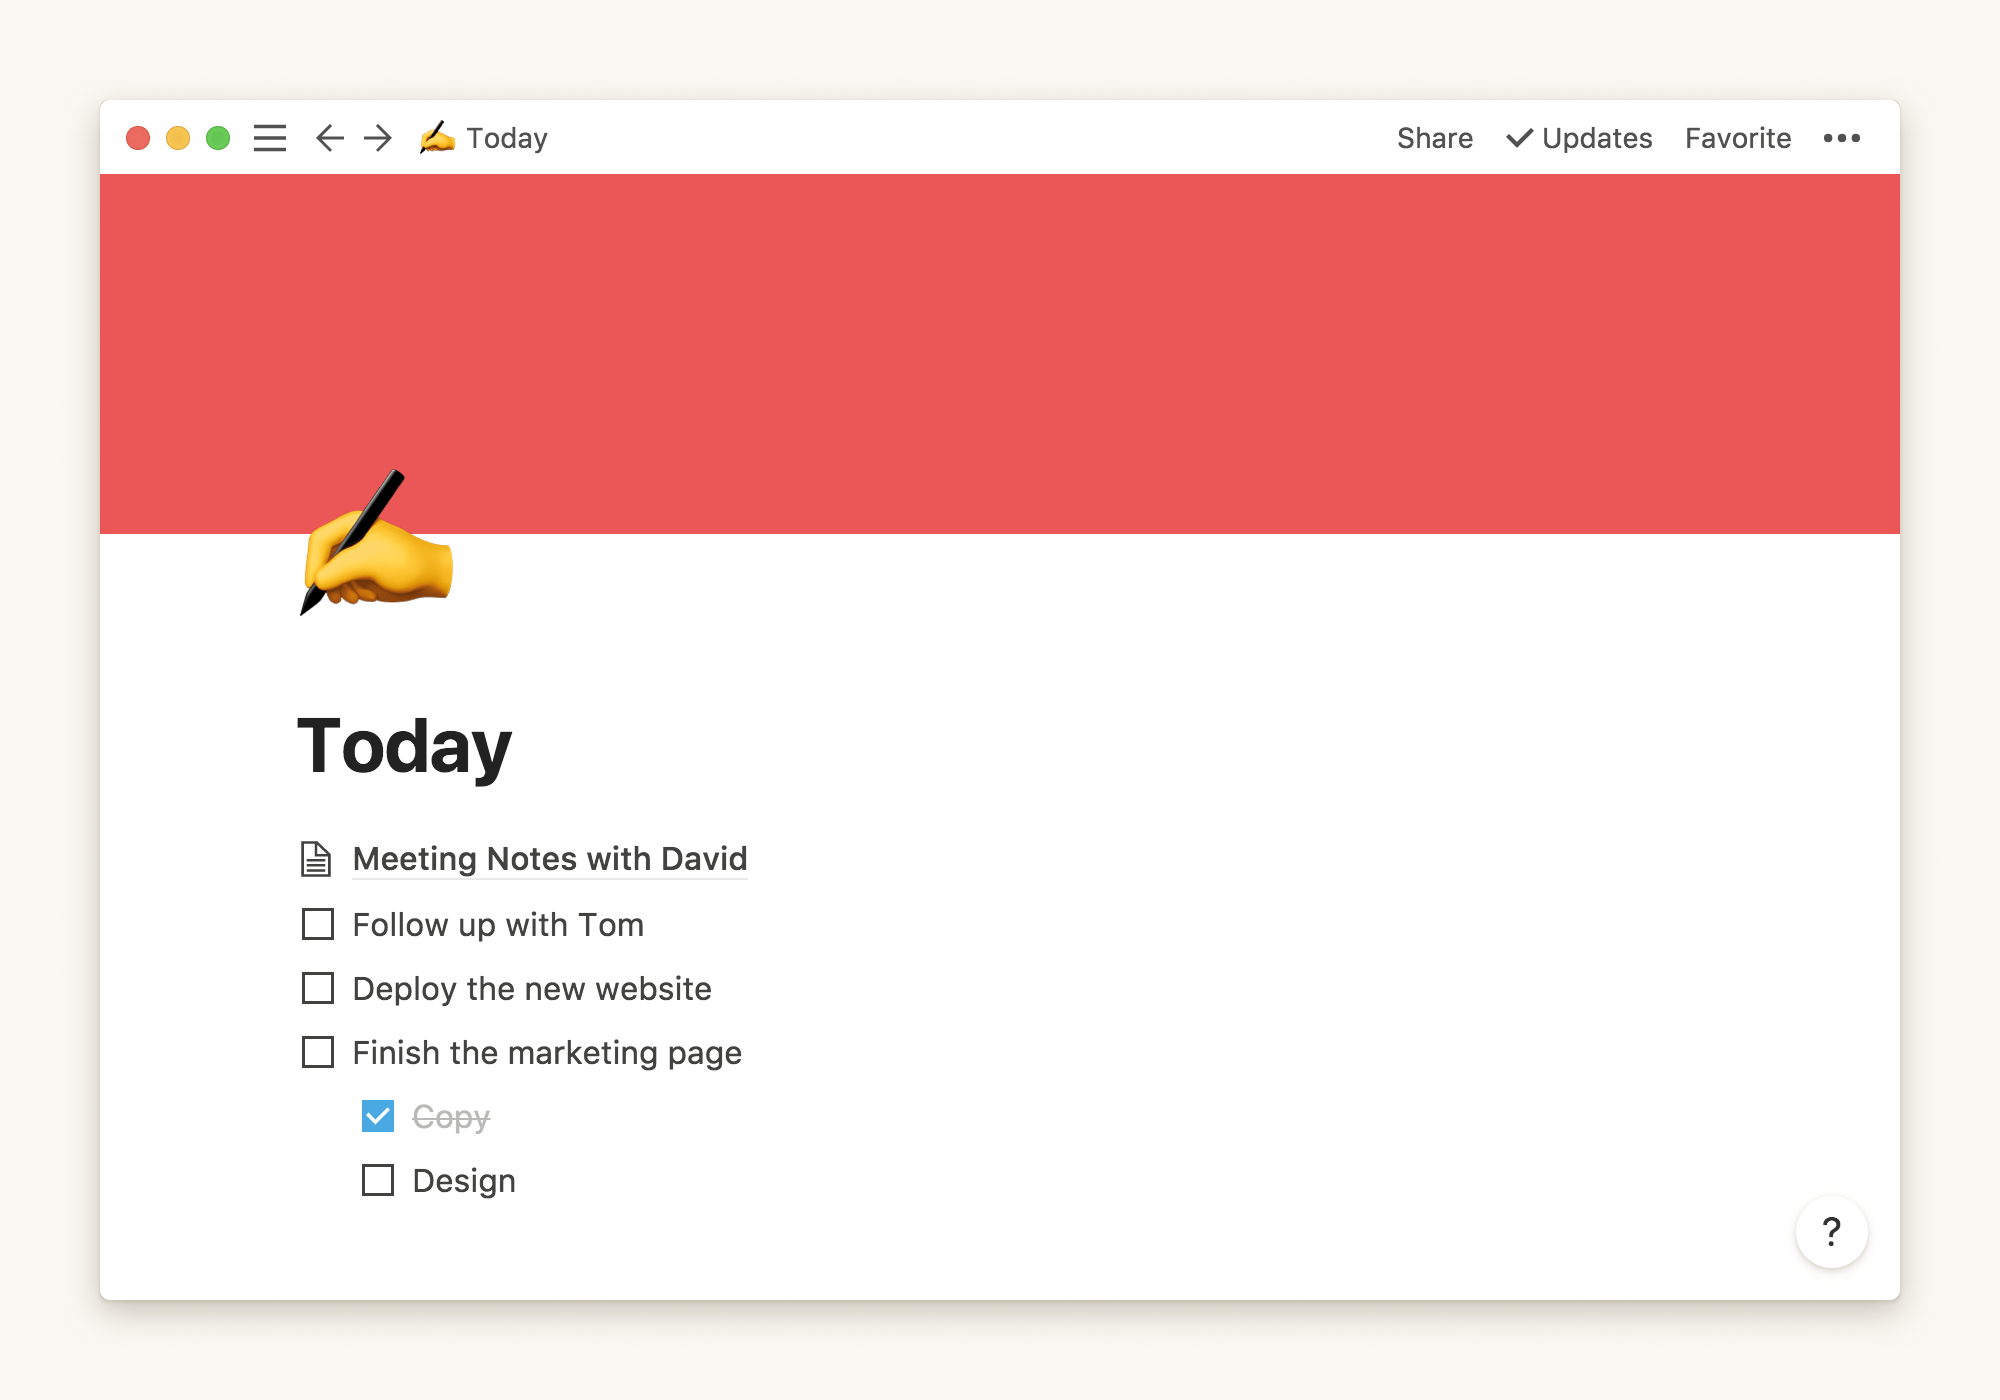 Today
Share
Updates
Favorite
Today
Meeting Notes with David
Follow up with Tom
Deploy the new website
Finish the marketing page
Copy
Design
?